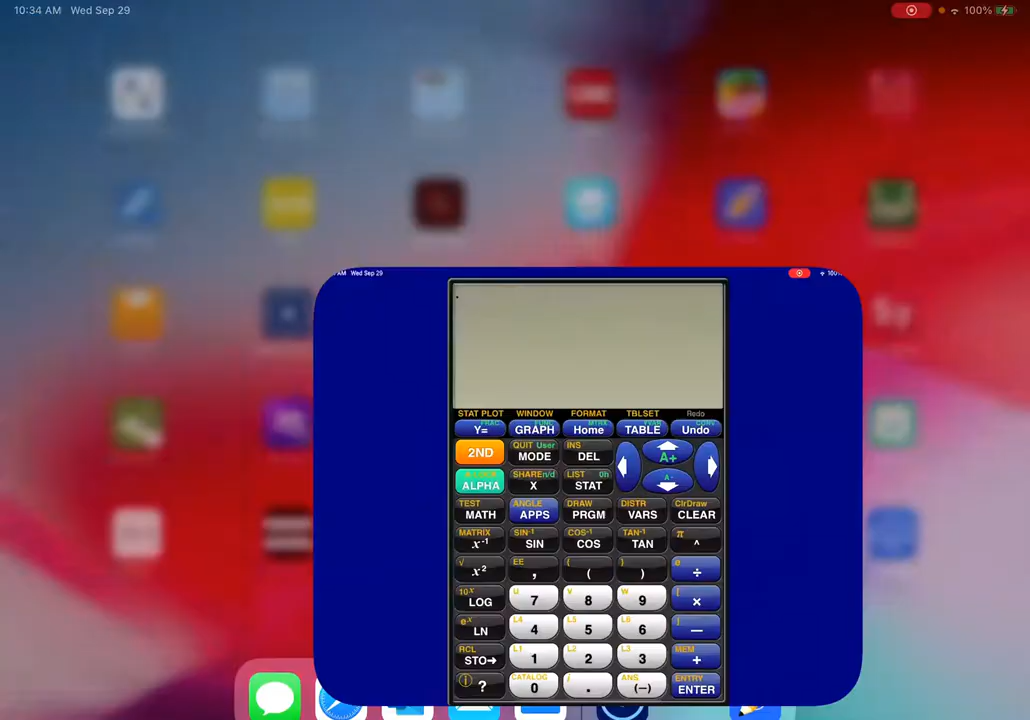 10:34 AM Wed Sep 29
100%
AM Wed Sep 29
100%
STAT PLOT WINDOW FORMAT TBLSET Redo
Y= GRAPH Home TABLE Undo
2ND QUIT User MODE INS DEL A+
ALPHA SHARE n/d X LIST STAT A-
TEST ANGLE DRAW DISTR ClrDraw
MATH APPS PRGM VARS CLEAR
MATRIX SIN-1 COS-1 TAN-1 π
x-1 SIN COS TAN ^
√ EE { }
x2 , ( ) ÷
10x u v w [
LOG 7 8 9 ×
ex L4 L5 L6 ]
LN 4 5 6 —
RCL L1 L2 L3 MEM
STO➔ 1 2 3 +
i CATALOG i ANS ENTRY
? 0 . (—) ENTER